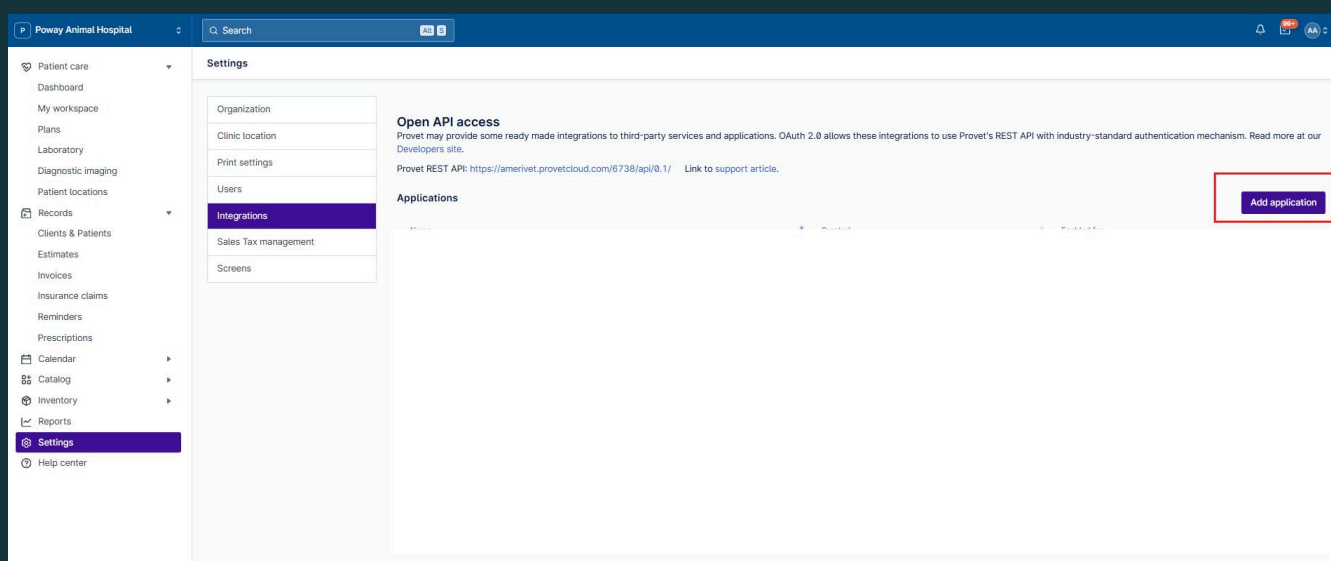 P Poway Animal Hospital
Search Alt S
99+ AA
Patient care
Dashboard
My workspace
Plans
Laboratory
Diagnostic imaging
Patient locations
Records
Clients & Patients
Estimates
Invoices
Insurance claims
Reminders
Prescriptions
Calendar
Catalog
Inventory
Reports
Settings
Help center
Settings
Organization
Clinic location
Print settings
Users
Integrations
Sales Tax management
Screens
Open API access
Provet may provide some ready made integrations to third-party services and applications. OAuth 2.0 allows these integrations to use Provet's REST API with industry-standard authentication mechanism. Read more at our
Developers site.
Provet REST API: https://amerivet.provetcloud.com/6738/api/0.1/ Link to support article.
Applications
Add application